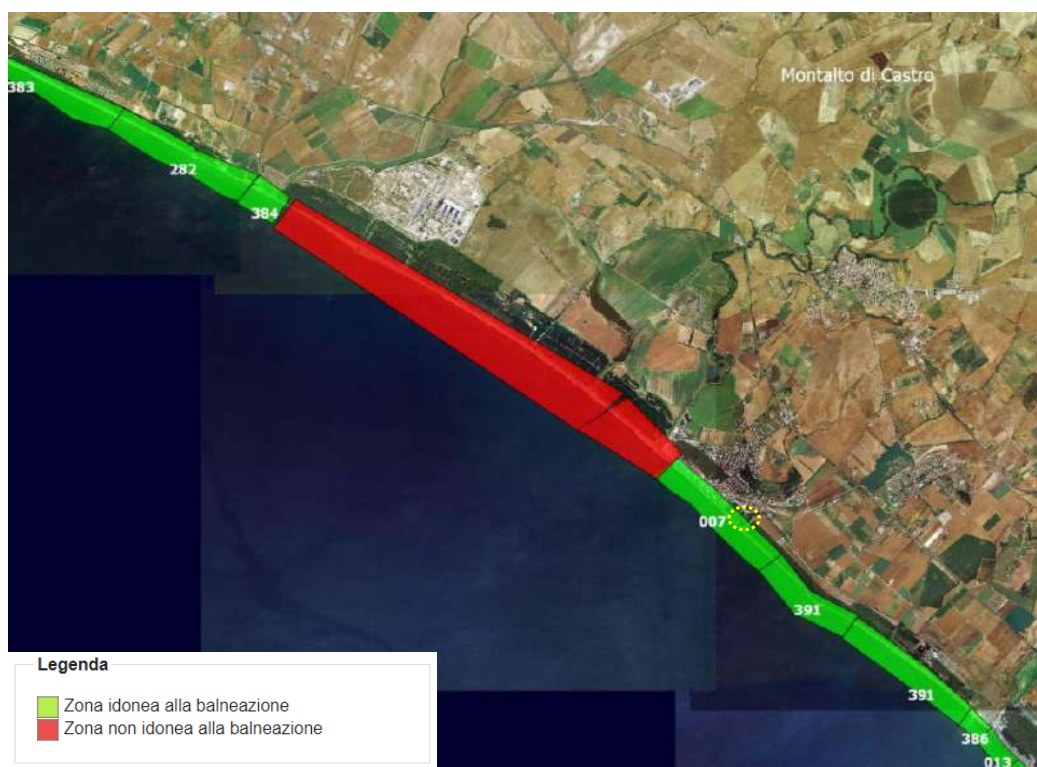 Montalto di Castro
383
282
384
007
391
391
386
013
Legenda
Zona idonea alla balneazione
Zona non idonea alla balneazione